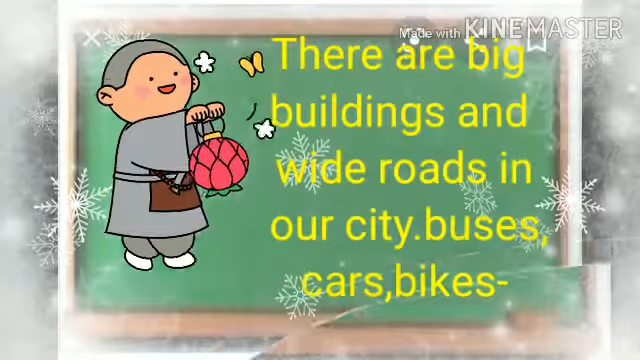 Made with KINEMASTER
There are big
buildings and
wide roads in
our city.buses,
cars,bikes-